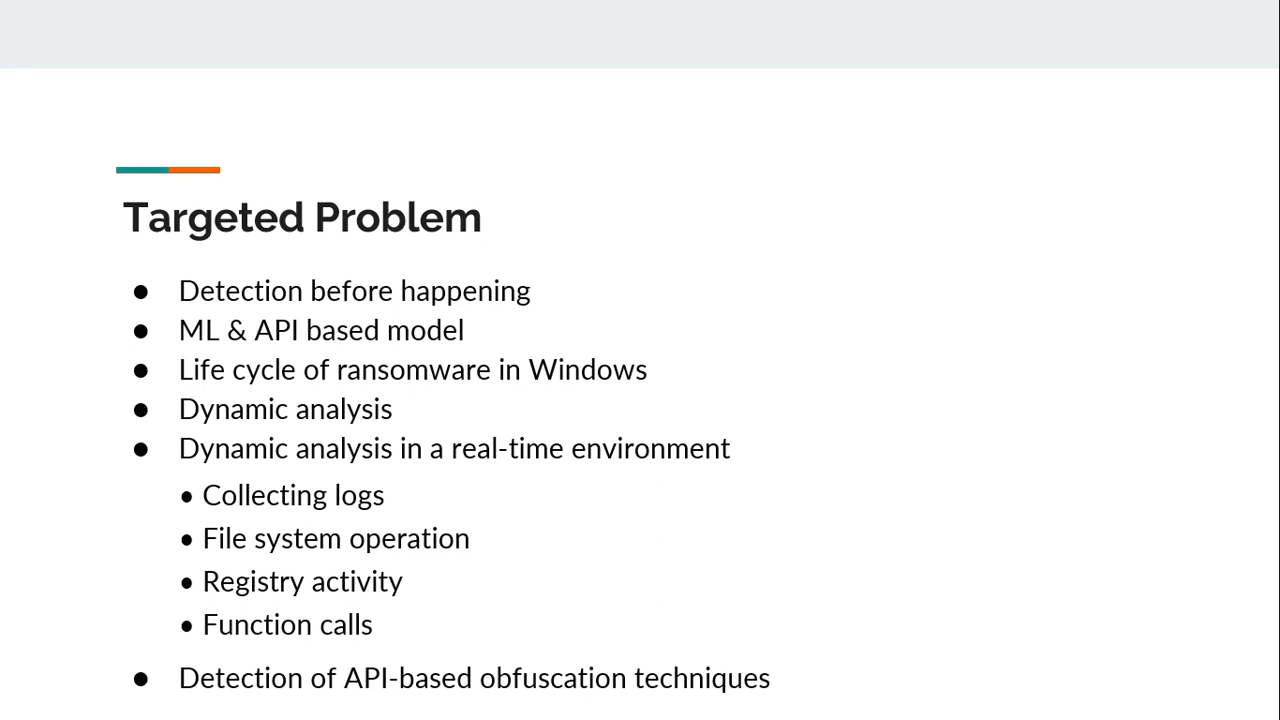 Targeted Problem
● Detection before happening
● ML & API based model
● Life cycle of ransomware in Windows
● Dynamic analysis
● Dynamic analysis in a real-time environment
• Collecting logs
• File system operation
• Registry activity
• Function calls
● Detection of API-based obfuscation techniques